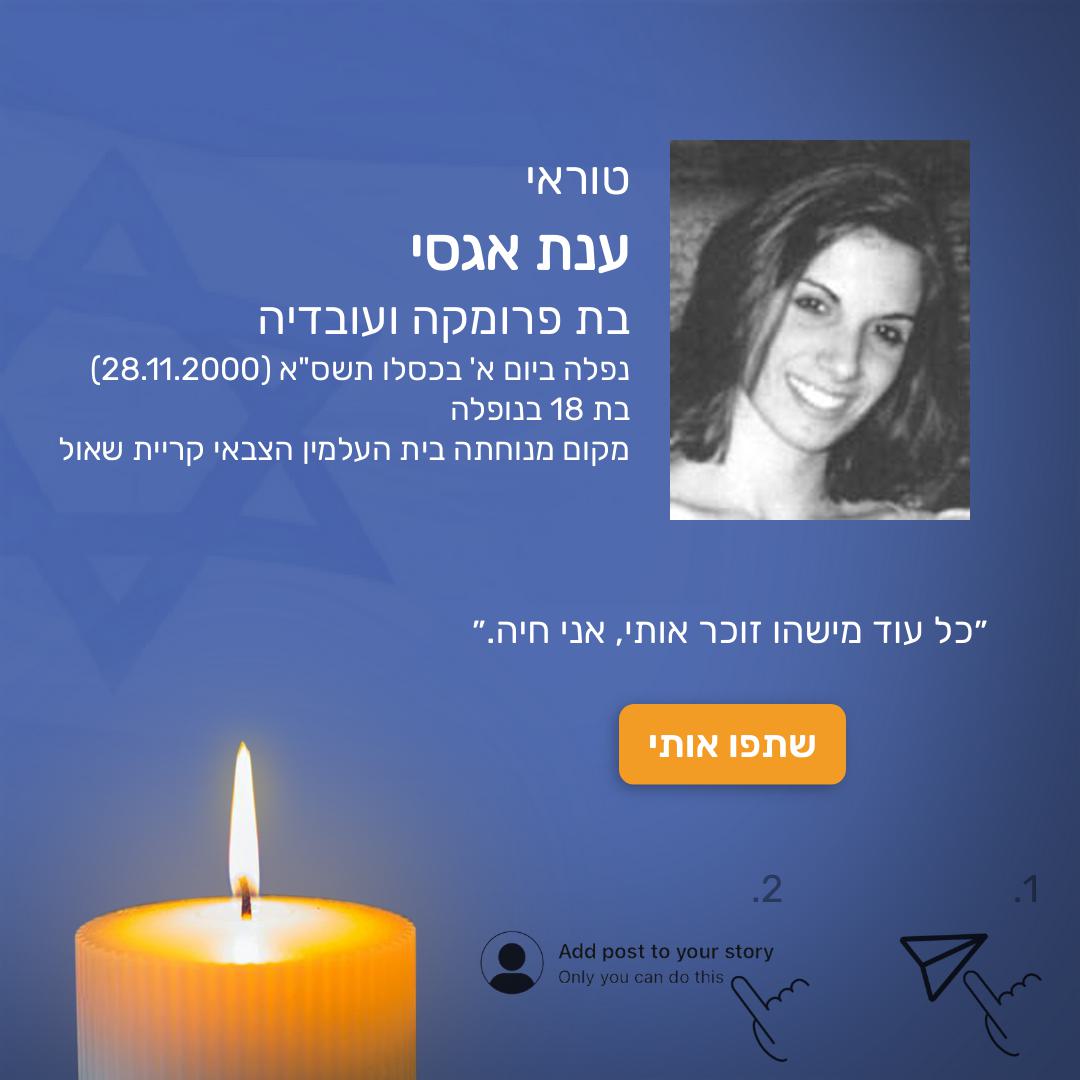 טוראי
ענת אגסי
בת פרומקה ועובדיה
נפלה ביום א' בכסלו תשס"א (28.11.2000)
בת 18 בנופלה
מקום מנוחתה בית העלמין הצבאי קריית שאול
״כל עוד מישהו זוכר אותי, אני חיה.״
שתפו אותי
.1
.2
Add post to your story
Only you can do this